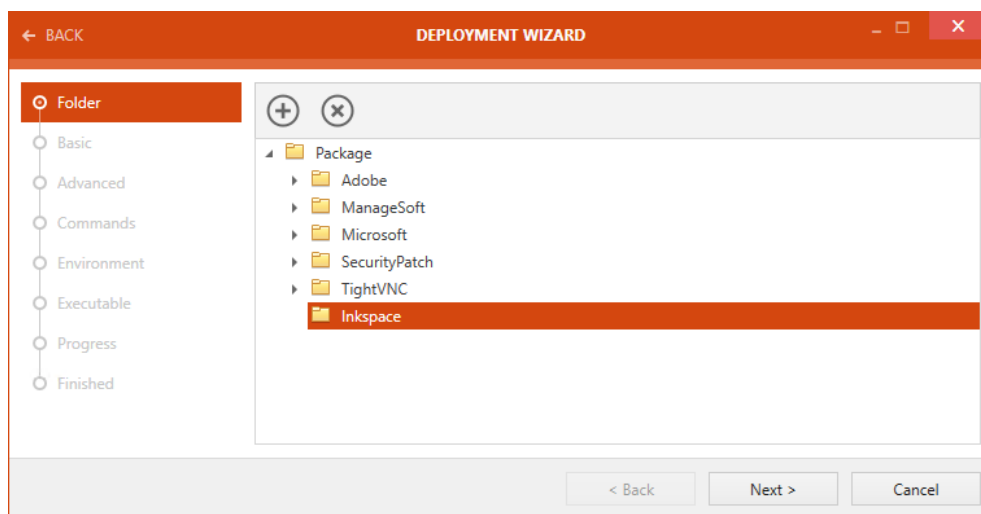 BACK
DEPLOYMENT WIZARD
Folder
Basic
Advanced
Commands
Environment
Executable
Progress
Finished
Package
Adobe
ManageSoft
Microsoft
SecurityPatch
TightVNC
Inkspace
< Back
Next >
Cancel